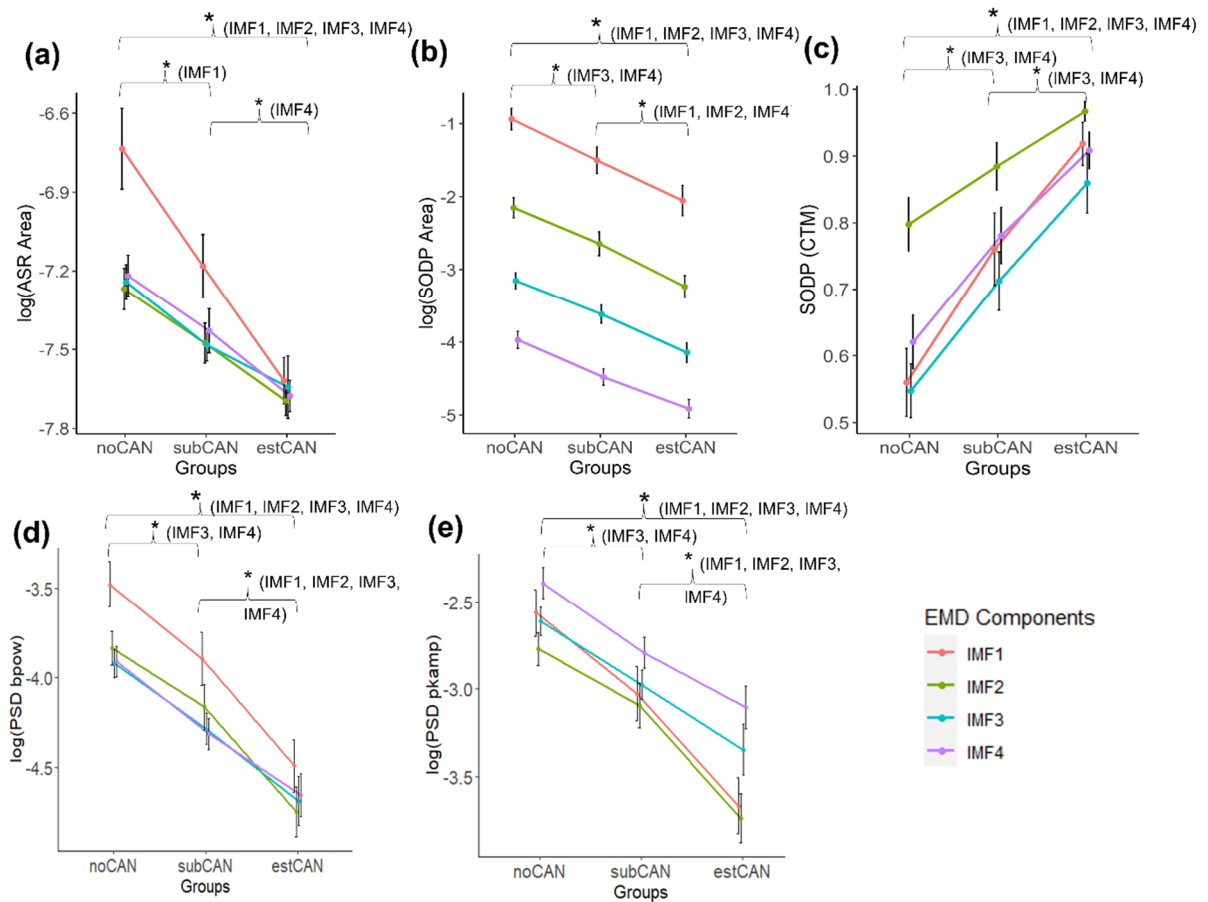 (a)
*
(IMF1, IMF2, IMF3, IMF4)
* (IMF1)
* (IMF4)
log(ASR Area)
-6.6
-6.9
-7.2
-7.5
-7.8
noCAN subCAN estCAN
Groups
(b)
*
(IMF1, IMF2, IMF3, IMF4)
* (IMF3, IMF4)
* (IMF1, IMF2, IMF4
log(SODP Area)
-1
-2
-3
-4
-5
noCAN subCAN estCAN
Groups
(c)
*
(IMF1, IMF2, IMF3, IMF4)
* (IMF3, IMF4)
* (IMF3, IMF4)
SODP (CTM)
1.0
0.9
0.8
0.7
0.6
0.5
noCAN subCAN estCAN
Groups
(d)
*
(IMF1, IMF2, IMF3, IMF4)
* (IMF3, IMF4)
* (IMF1, IMF2, IMF3,
IMF4)
log(PSD bpow)
-3.5
-4.0
-4.5
noCAN subCAN estCAN
Groups
(e)
*
(IMF1, IMF2, IMF3, IMF4)
* (IMF3, IMF4)
* (IMF1, IMF2, IMF3,
IMF4)
log(PSD pkamp)
-2.5
-3.0
-3.5
noCAN subCAN estCAN
Groups
EMD Components
IMF1
IMF2
IMF3
IMF4